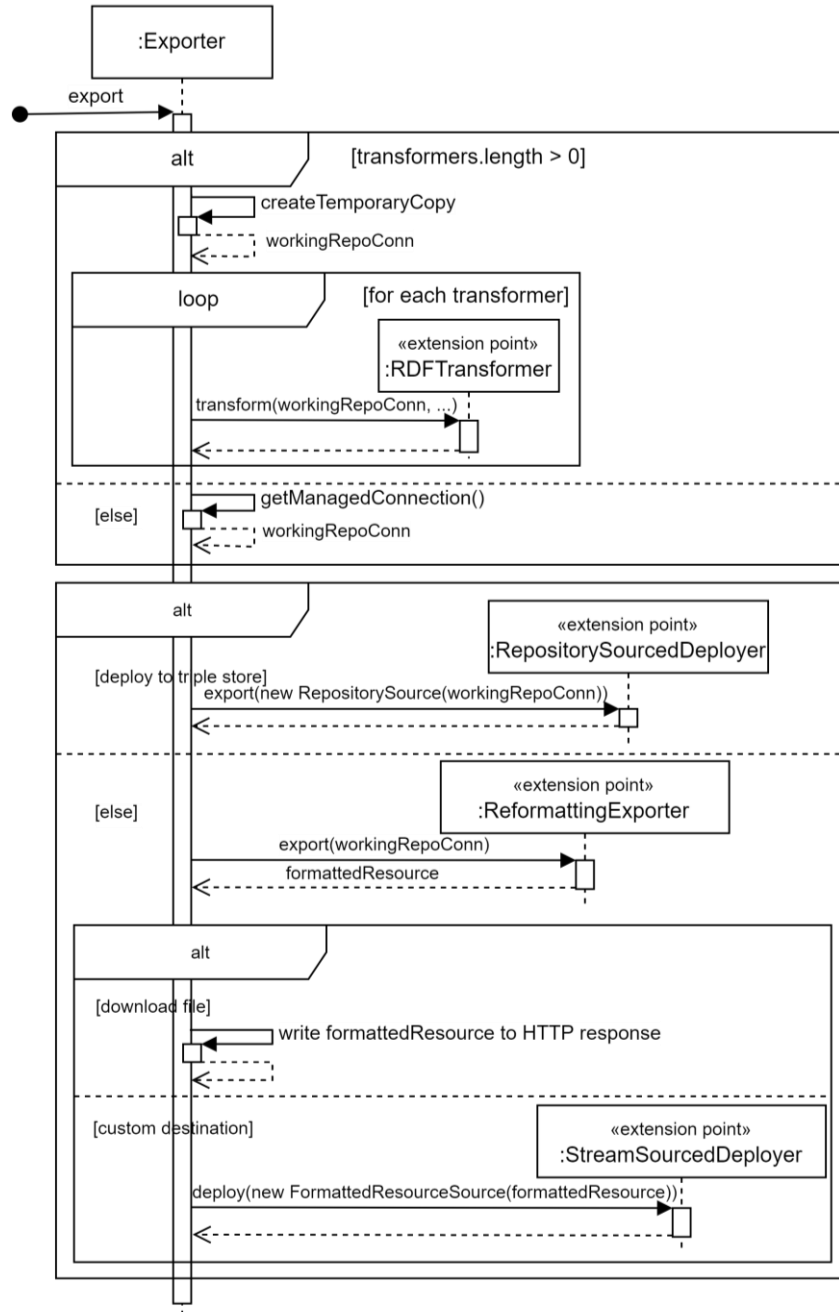 :Exporter
export
alt
[transformers.length > 0]
createTemporaryCopy
workingRepoConn
loop
[for each transformer]
«extension point»
:RDFTransformer
transform(workingRepoConn, ...)
getManagedConnection()
[else]
workingRepoConn
alt
«extension point»
:RepositorySourcedDeployer
[deploy to triple store]
export(new RepositorySource(workingRepoConn))
«extension point»
:ReformattingExporter
[else]
export(workingRepoConn)
formattedResource
alt
[download file]
write formattedResource to HTTP response
[custom destination]
«extension point»
:StreamSourcedDeployer
deploy(new FormattedResourceSource(formattedResource))